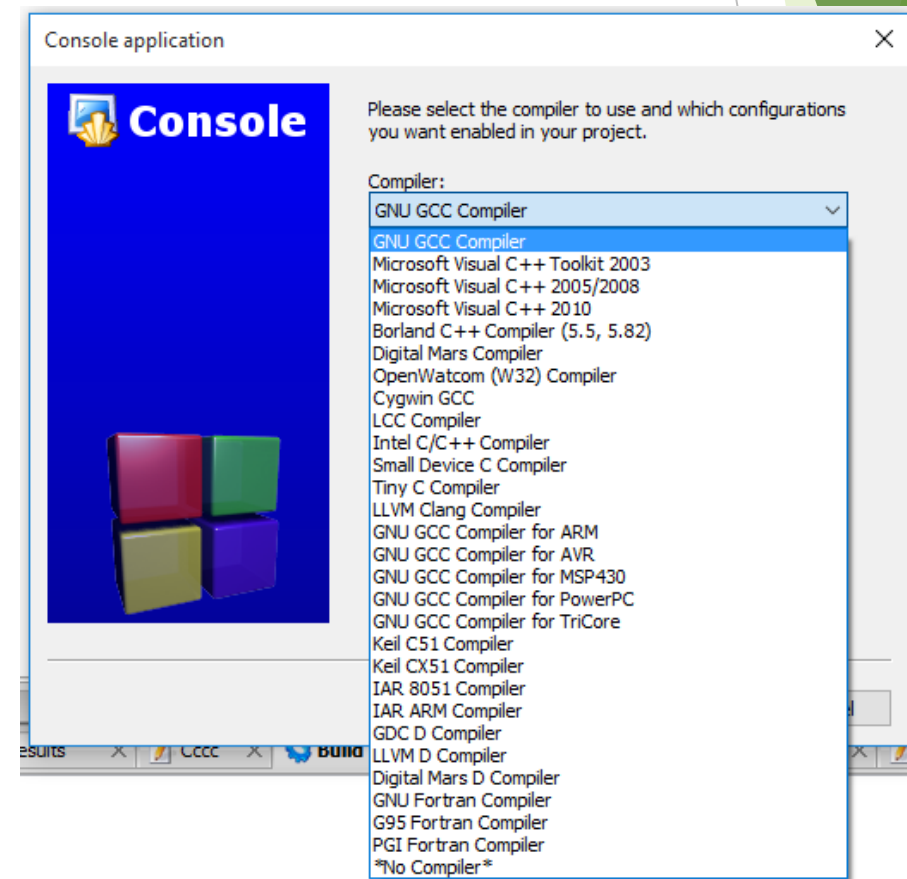 Console application
Console
Please select the compiler to use and which configurations
you want enabled in your project.
Compiler:
GNU GCC Compiler
GNU GCC Compiler
Microsoft Visual C++ Toolkit 2003
Microsoft Visual C++ 2005/2008
Microsoft Visual C++ 2010
Borland C++ Compiler (5.5, 5.82)
Digital Mars Compiler
OpenWatcom (W32) Compiler
Cygwin GCC
LCC Compiler
Intel C/C++ Compiler
Small Device C Compiler
Tiny C Compiler
LLVM Clang Compiler
GNU GCC Compiler for ARM
GNU GCC Compiler for AVR
GNU GCC Compiler for MSP430
GNU GCC Compiler for PowerPC
GNU GCC Compiler for TriCore
Keil C51 Compiler
Keil CX51 Compiler
IAR 8051 Compiler
IAR ARM Compiler
GDC D Compiler
LLVM D Compiler
Digital Mars D Compiler
GNU Fortran Compiler
G95 Fortran Compiler
PGI Fortran Compiler
*No Compiler*
Cccc